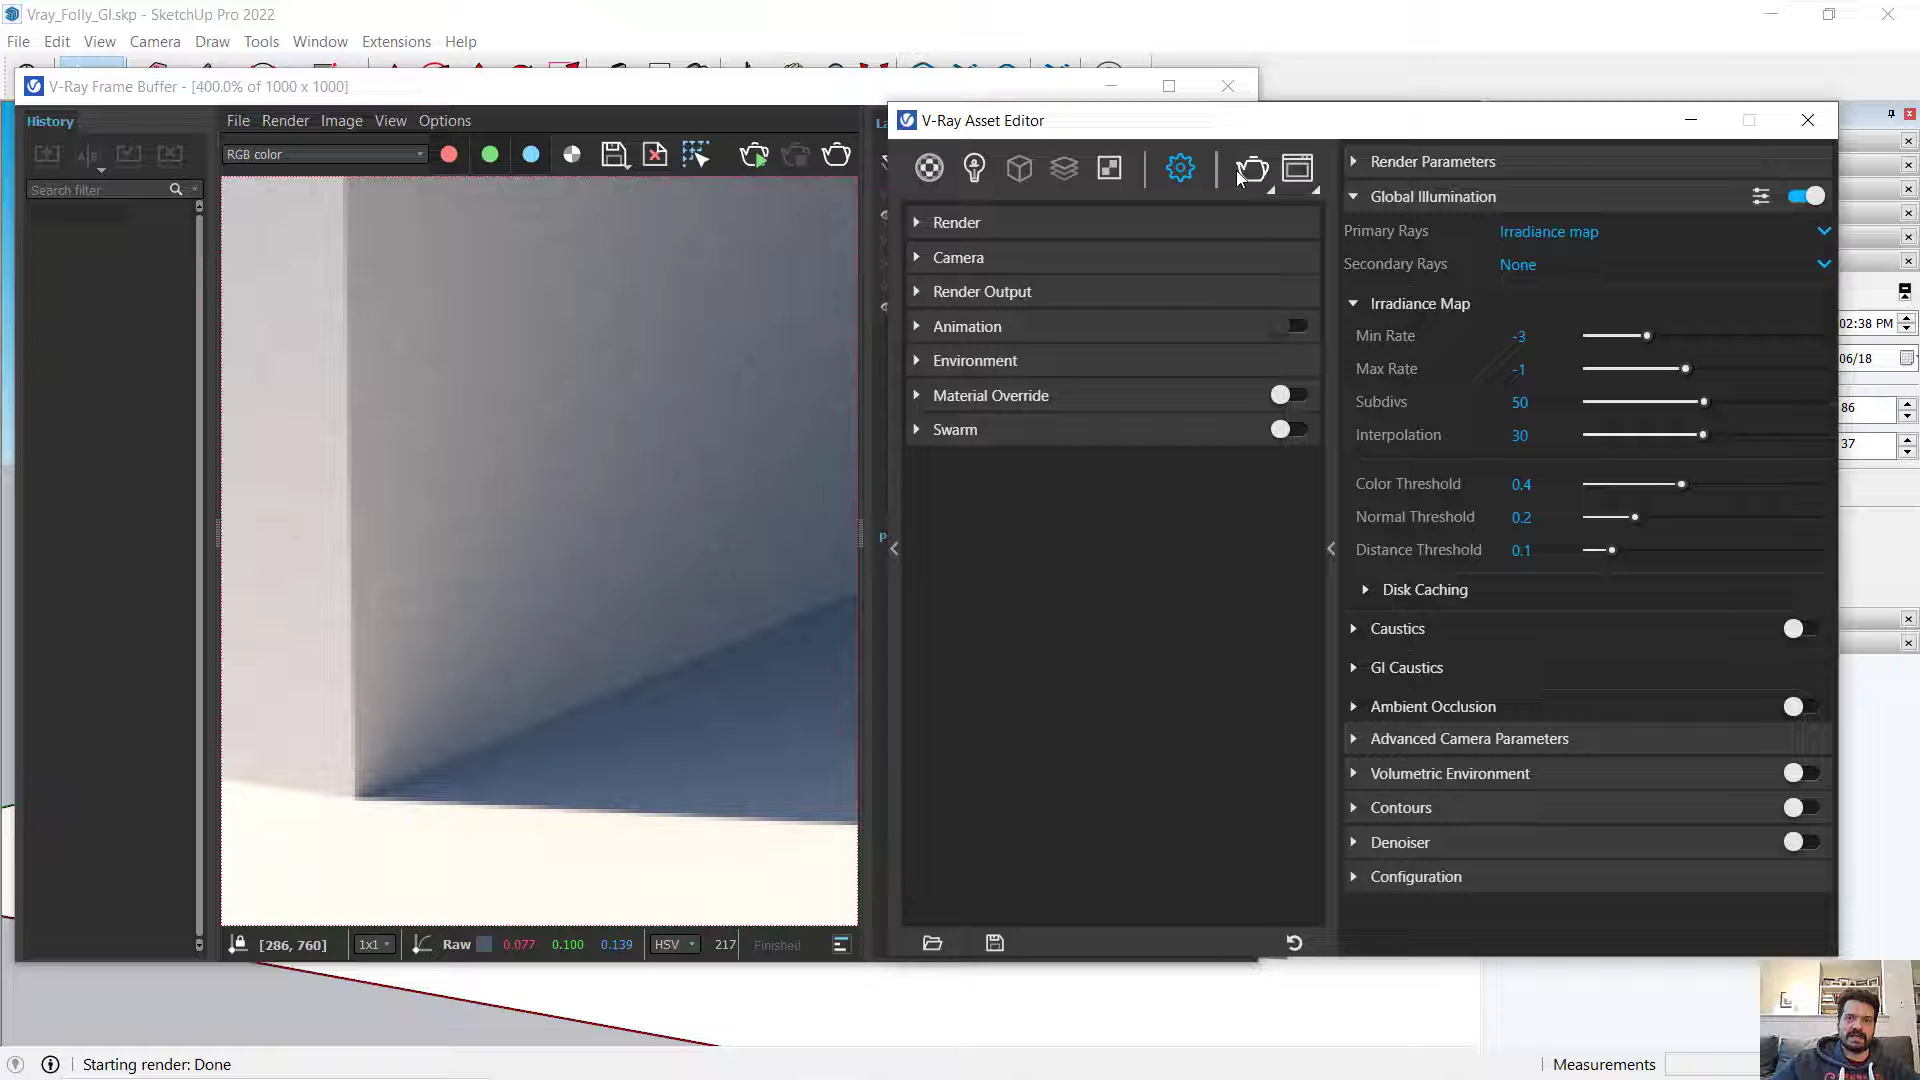 Vray_Folly_GI.skp - SketchUp Pro 2022
File Edit View Camera Draw Tools Window Extensions Help
V-Ray Frame Buffer - [400.0% of 1000 x 1000]
History
Search filter
File Render Image View Options
RGB color
V-Ray Asset Editor
Render
Camera
Render Output
Animation
Environment
Material Override
Swarm
Render Parameters
Global Illumination
Primary Rays Irradiance map
Secondary Rays None
Irradiance Map
Min Rate -3
Max Rate -1
Subdivs 50
Interpolation 30
Color Threshold 0.4
Normal Threshold 0.2
Distance Threshold 0.1
Disk Caching
Caustics
GI Caustics
Ambient Occlusion
Advanced Camera Parameters
Volumetric Environment
Contours
Denoiser
Configuration
02:38 PM
06/18
86
37
[286, 760] 1x1 Raw 0.077 0.100 0.139 HSV 217 Finished
Starting render: Done
Measurements